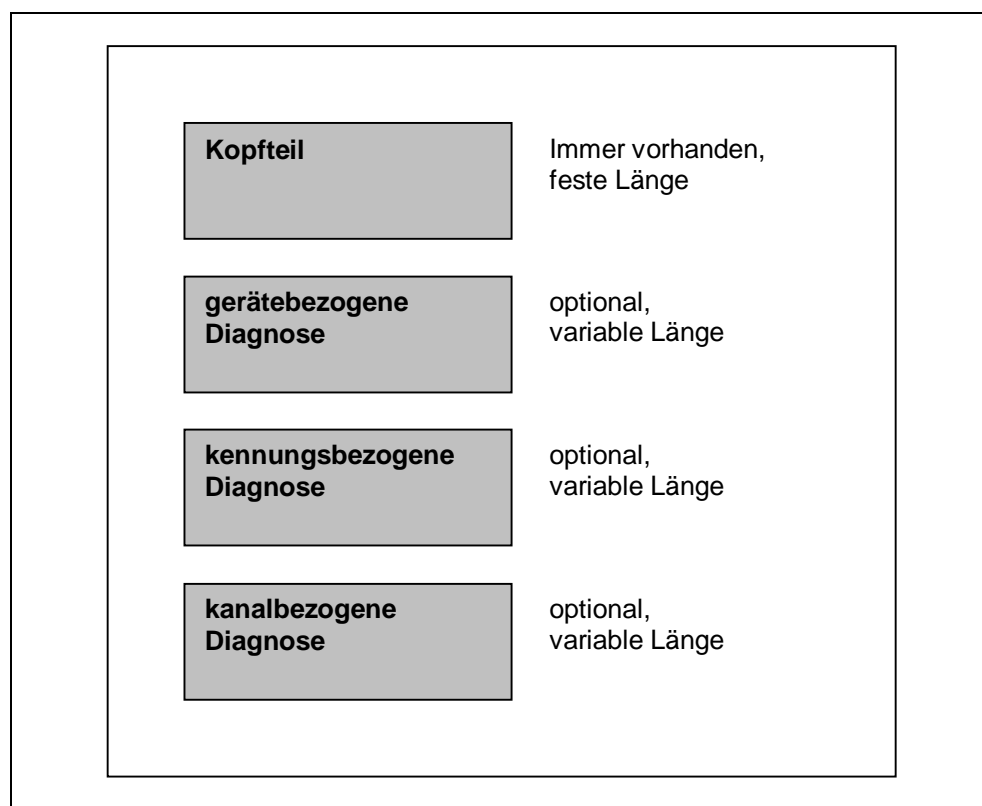 Kopfteil
Immer vorhanden,
feste Länge
gerätebezogene
Diagnose
optional,
variable Länge
kennungsbezogene
Diagnose
optional,
variable Länge
kanalbezogene
Diagnose
optional,
variable Länge